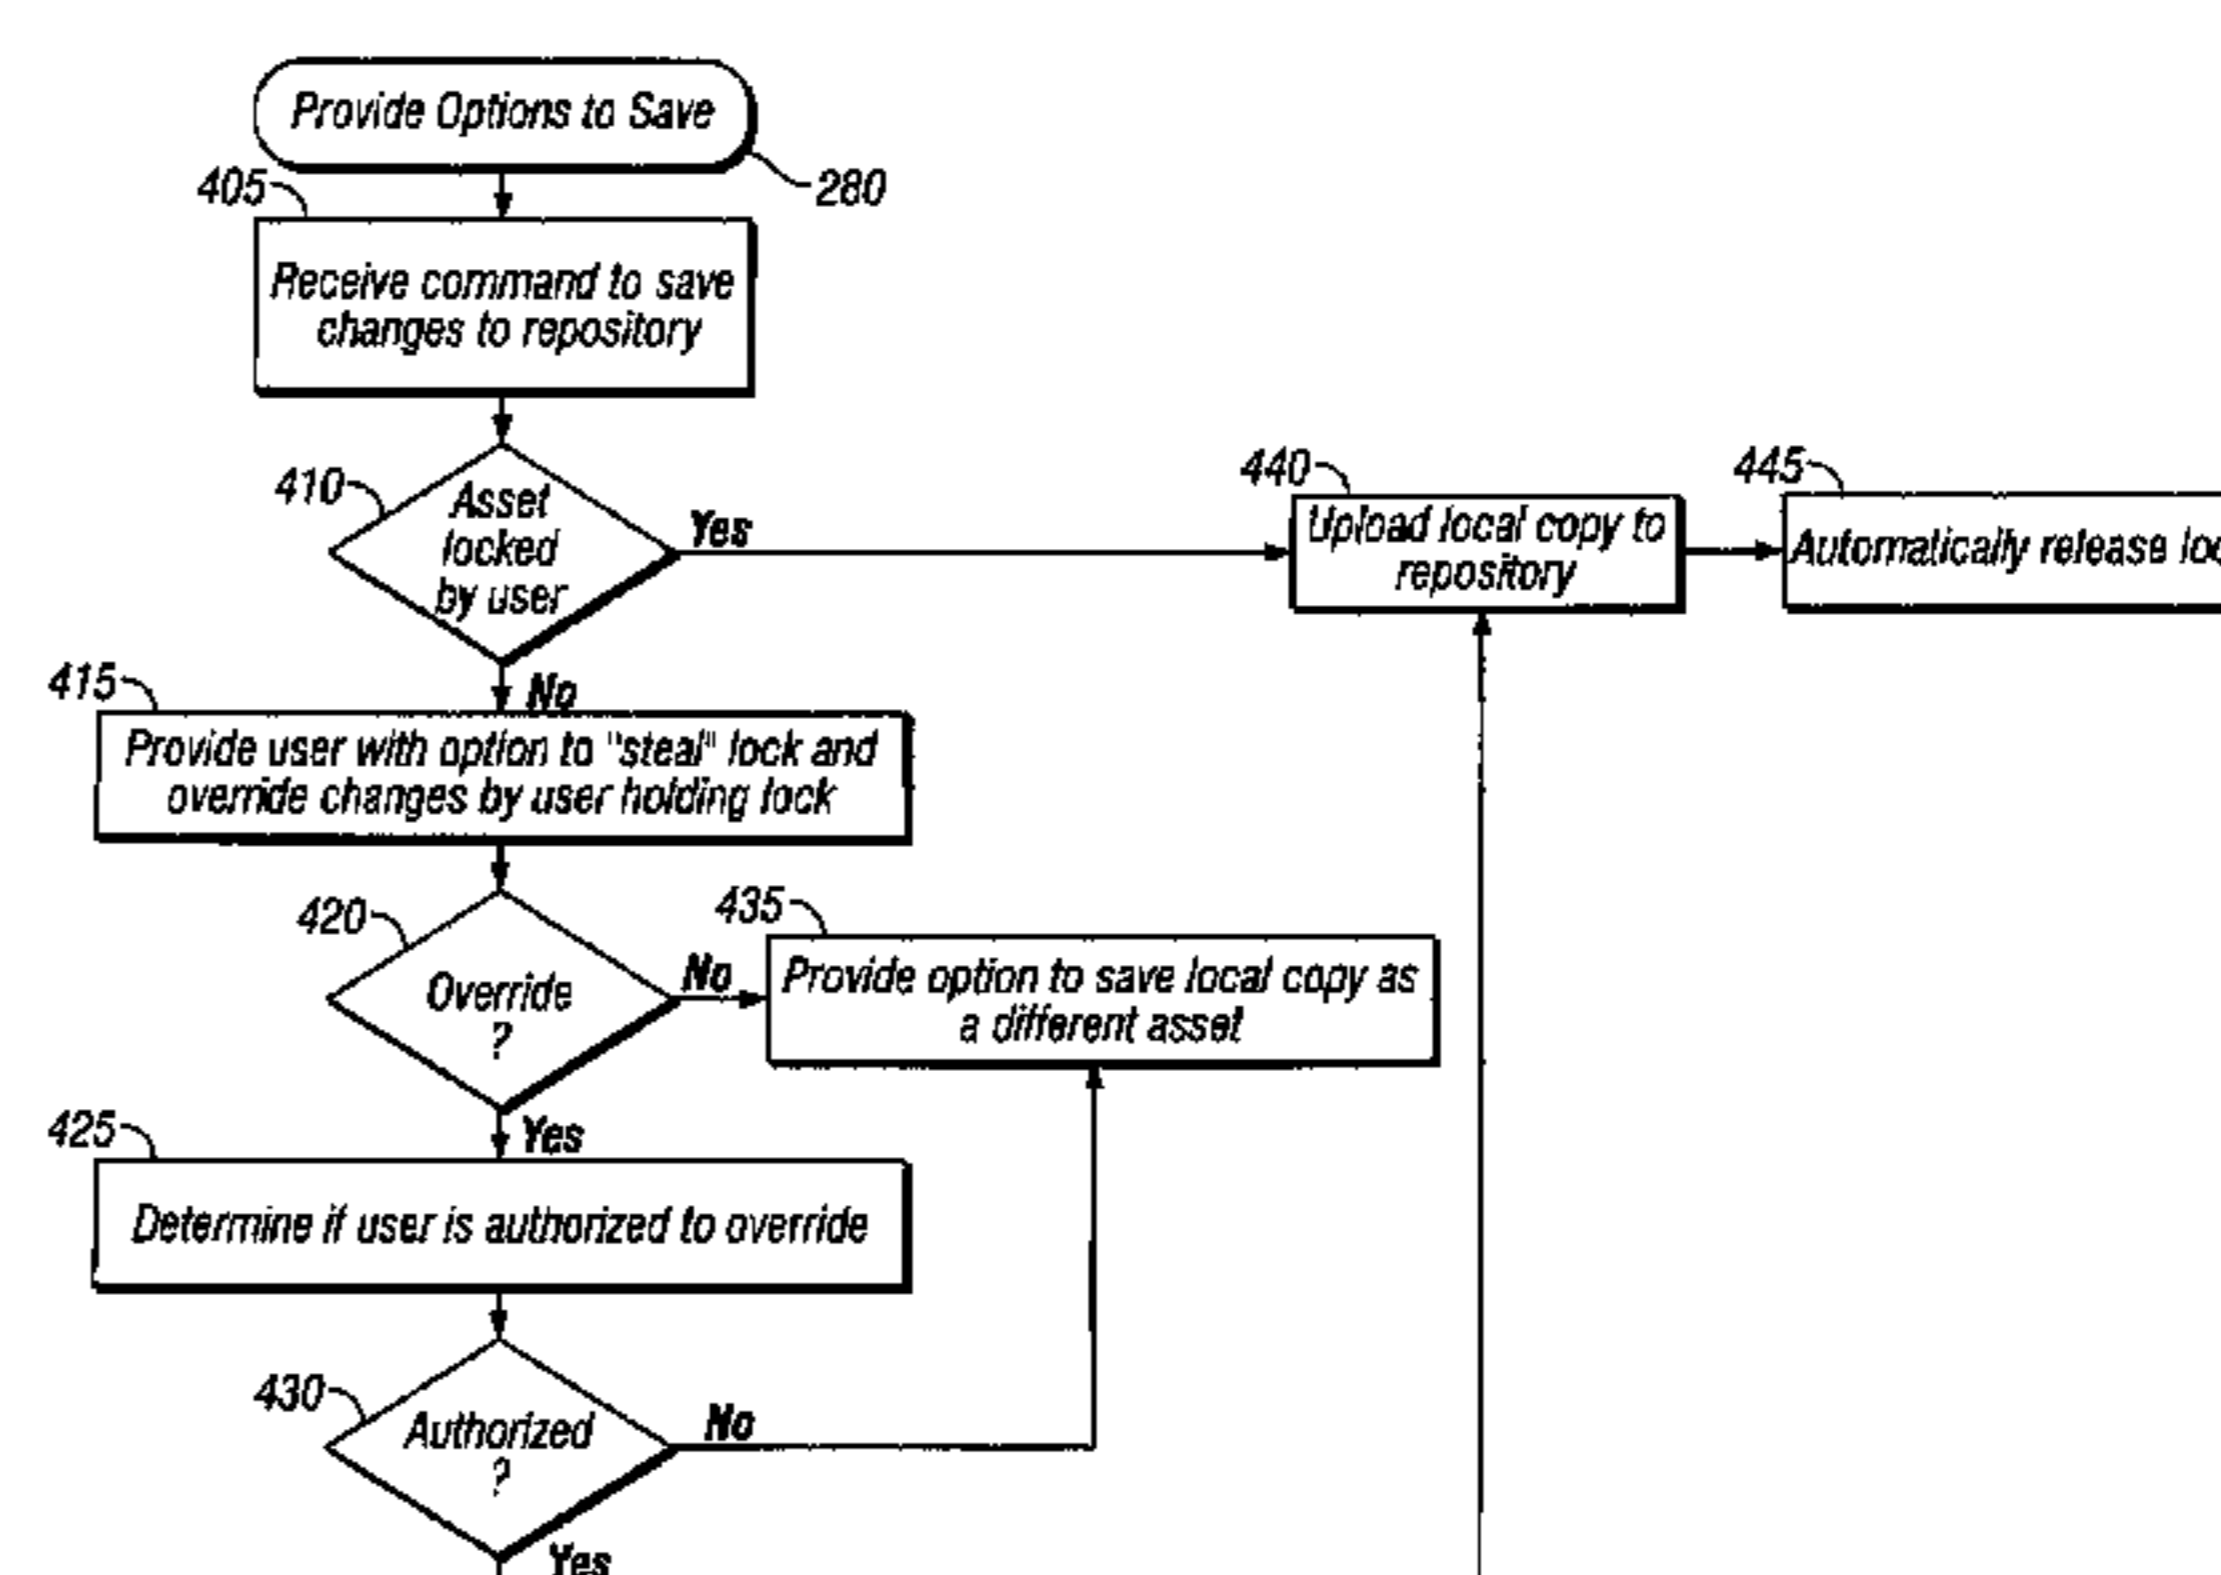 Provide Options to Save
280
405
Receive command to save
changes to repository
410
Asset
locked
by user
Yes
No
440
Upload local copy to
repository
445
Automatically release
415
Provide user with option to "steal" lock and
override changes by user holding lock
420
Override
?
No
Yes
435
Provide option to save local copy as
a different asset
425
Determine if user is authorized to override
430
Authorized
?
No
Yes